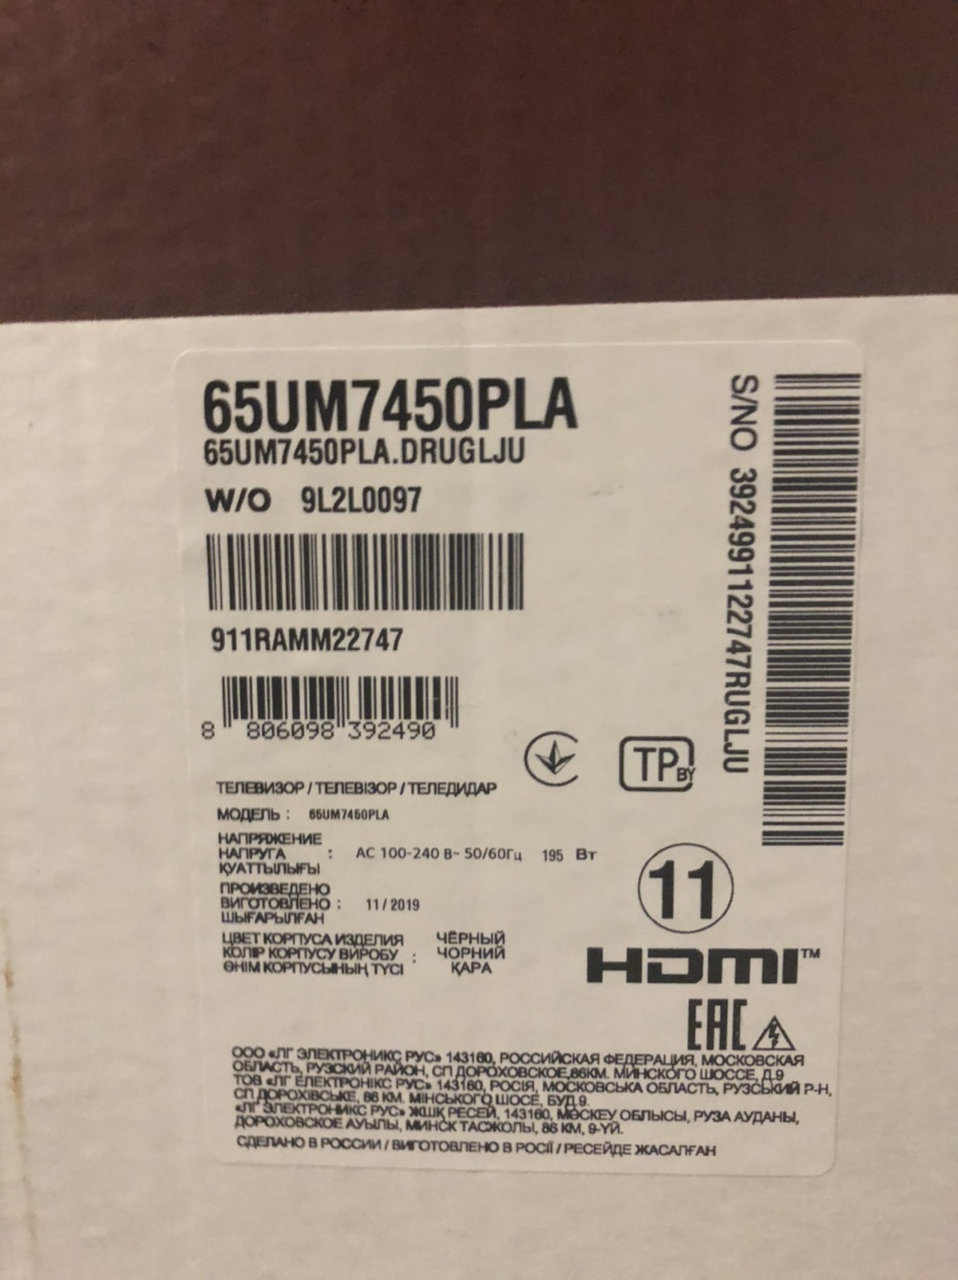 65UM7450PLA
65UM7450PLA.DRUGLJU
W/O 9L2L0097
911RAMM22747
8 806098 392490
S/NO 3924991122747RUGLJU
TP BY
ТЕЛЕВИЗОР / ТЕЛЕВІЗОР / ТЕЛЕДИДАР
МОДЕЛЬ : 65UM7450PLA
НАПРЯЖЕНИЕ
НАПРУГА : AC 100-240 В~ 50/60Гц 195 Вт
ҚУАТТЫЛЫҒЫ
ПРОИЗВЕДЕНО
ВИГОТОВЛЕНО : 11 / 2019
ШЫҒАРЫЛҒАН
ЦВЕТ КОРПУСА ИЗДЕЛИЯ ЧЁРНЫЙ
КОЛІР КОРПУСУ ВИРОБУ : ЧОРНИЙ
ӨНІМ КОРПУСЫНЫҢ ТҮСІ ҚАРА
11
HDMI™
EAC
ООО «ЛГ ЭЛЕКТРОНИКС РУС» 143160, РОССИЙСКАЯ ФЕДЕРАЦИЯ, МОСКОВСКАЯ
ОБЛАСТЬ, РУЗСКИЙ РАЙОН, СП ДОРОХОВСКОЕ,86КМ. МИНСКОГО ШОССЕ, Д.9
ТОВ «ЛГ ЕЛЕКТРОНІКС РУС» 143160, РОСІЯ, МОСКОВСЬКА ОБЛАСТЬ, РУЗСЬКИЙ Р-Н,
СП ДОРОХІВСЬКЕ, 86 КМ. МІНСЬКОГО ШОСЕ, БУД.9.
«ЛГ ЭЛЕКТРОНИКС РУС» ЖШҚ РЕСЕЙ, 143160, МӘСКЕУ ОБЛЫСЫ, РУЗА АУДАНЫ,
ДОРОХОВСКОЕ АУЫЛЫ, МИНСК ТАСЖОЛЫ, 86 КМ, 9-ҮЙ.
СДЕЛАНО В РОССИИ / ВИГОТОВЛЕНО В РОСІЇ / РЕСЕЙДЕ ЖАСАЛҒАН